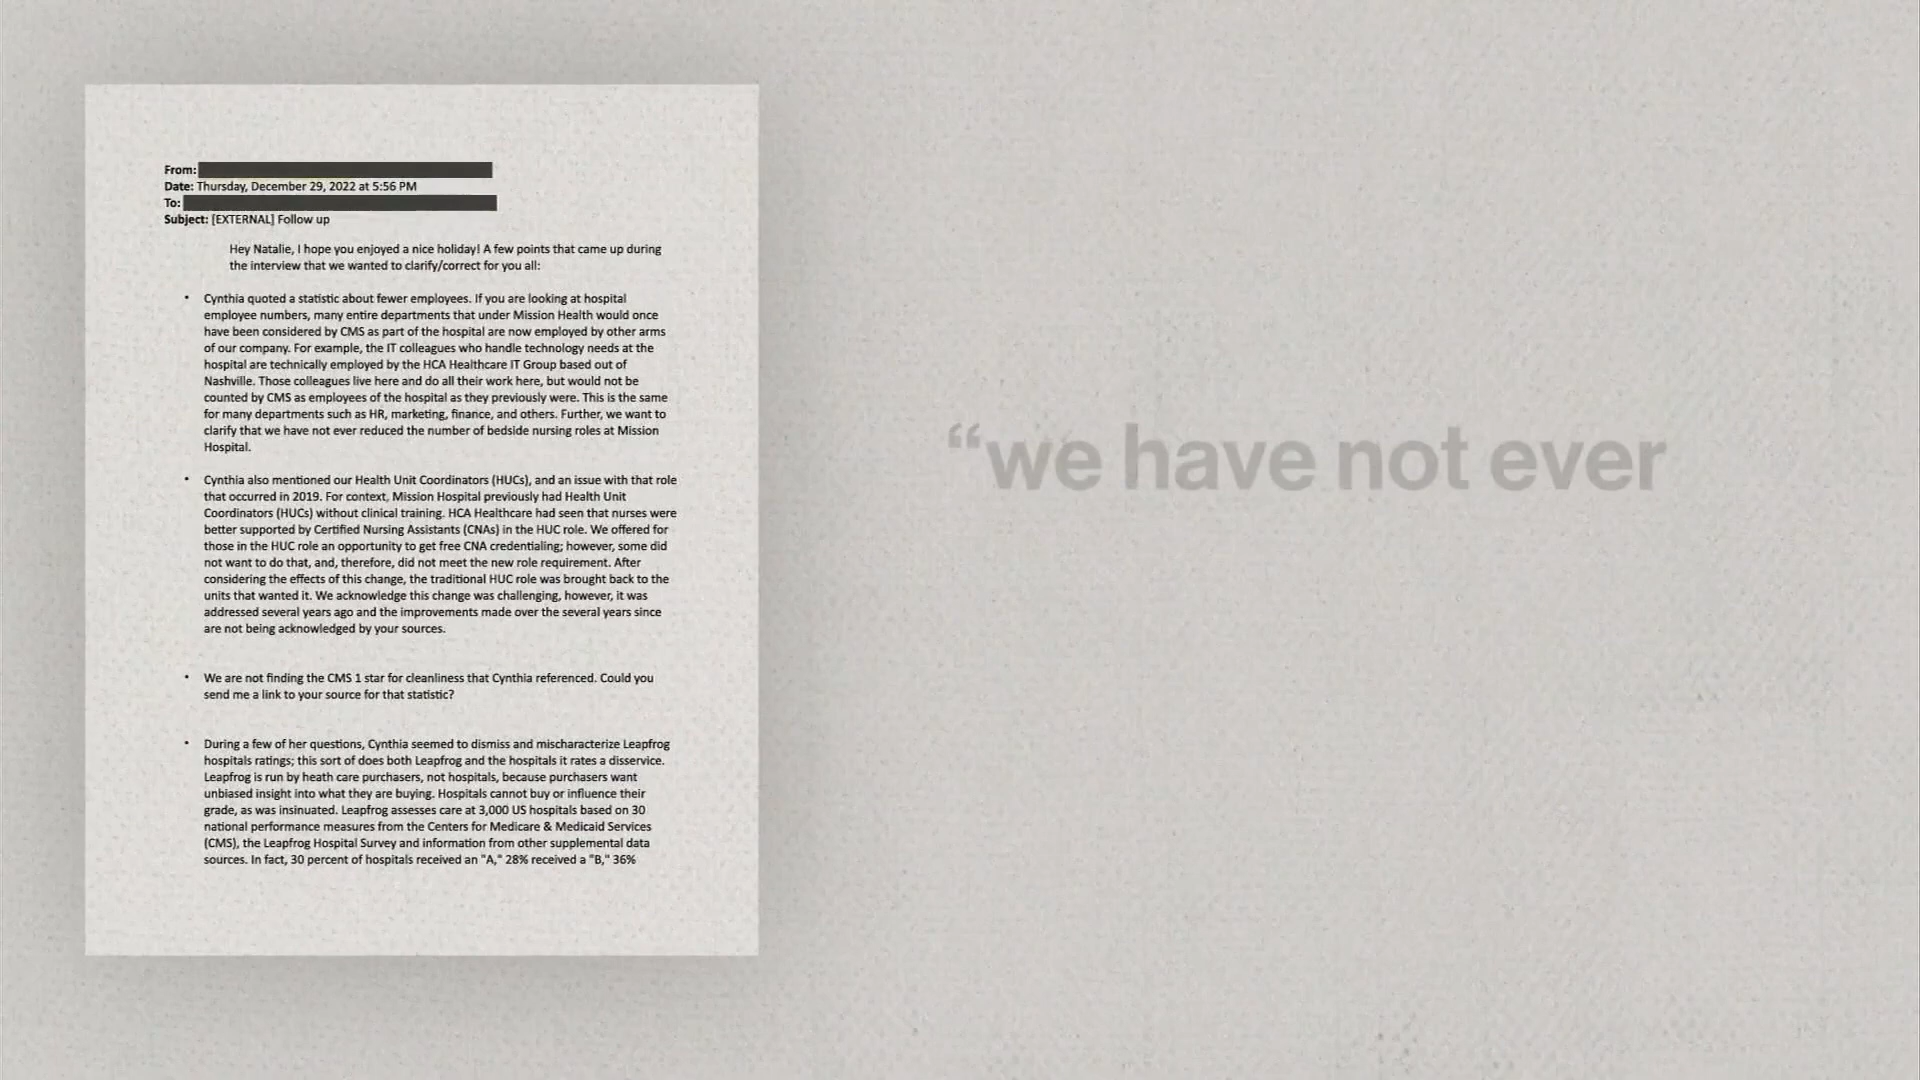 From:
Date: Thursday, December 29, 2022 at 5:56 PM
To:
Subject: [EXTERNAL] Follow up
Hey Natalie, I hope you enjoyed a nice holiday! A few points that came up during
the interview that we wanted to clarify/correct for you all:
• Cynthia quoted a statistic about fewer employees. If you are looking at hospital
employee numbers, many entire departments that under Mission Health would once
have been considered by CMS as part of the hospital are now employed by other arms
of our company. For example, the IT colleagues who handle technology needs at the
hospital are technically employed by the HCA Healthcare IT Group based out of
Nashville. Those colleagues live here and do all their work here, but would not be
counted by CMS as employees of the hospital as they previously were. This is the same
for many departments such as HR, marketing, finance, and others. Further, we want to
clarify that we have not ever reduced the number of bedside nursing roles at Mission
Hospital.
• Cynthia also mentioned our Health Unit Coordinators (HUCs), and an issue with that role
that occurred in 2019. For context, Mission Hospital previously had Health Unit
Coordinators (HUCs) without clinical training. HCA Healthcare had seen that nurses were
better supported by Certified Nursing Assistants (CNAs) in the HUC role. We offered for
those in the HUC role an opportunity to get free CNA credentialing; however, some did
not want to do that, and, therefore, did not meet the new role requirement. After
considering the effects of this change, the traditional HUC role was brought back to the
units that wanted it. We acknowledge this change was challenging, however, it was
addressed several years ago and the improvements made over the several years since
are not being acknowledged by your sources.
• We are not finding the CMS 1 star for cleanliness that Cynthia referenced. Could you
send me a link to your source for that statistic?
• During a few of her questions, Cynthia seemed to dismiss and mischaracterize Leapfrog
hospitals ratings; this sort of does both Leapfrog and the hospitals it rates a disservice.
Leapfrog is run by heath care purchasers, not hospitals, because purchasers want
unbiased insight into what they are buying. Hospitals cannot buy or influence their
grade, as was insinuated. Leapfrog assesses care at 3,000 US hospitals based on 30
national performance measures from the Centers for Medicare & Medicaid Services
(CMS), the Leapfrog Hospital Survey and information from other supplemental data
sources. In fact, 30 percent of hospitals received an "A," 28% received a "B," 36%
“we have not ever